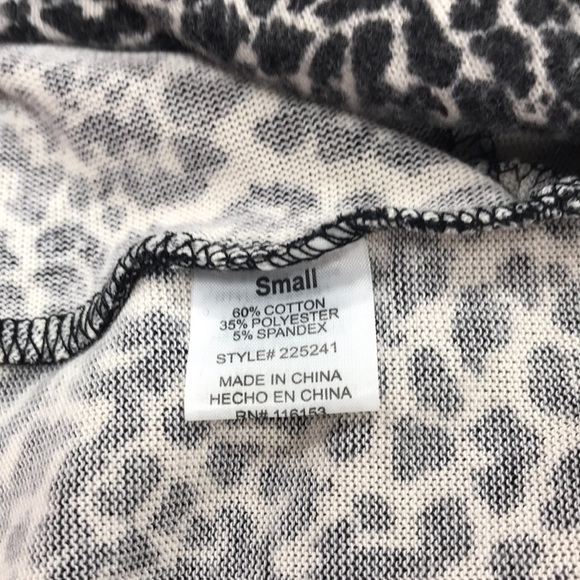 Small
60% COTTON
35% POLYESTER
5% SPANDEX
STYLE# 225241
MADE IN CHINA
HECHO EN CHINA
RN# 116153